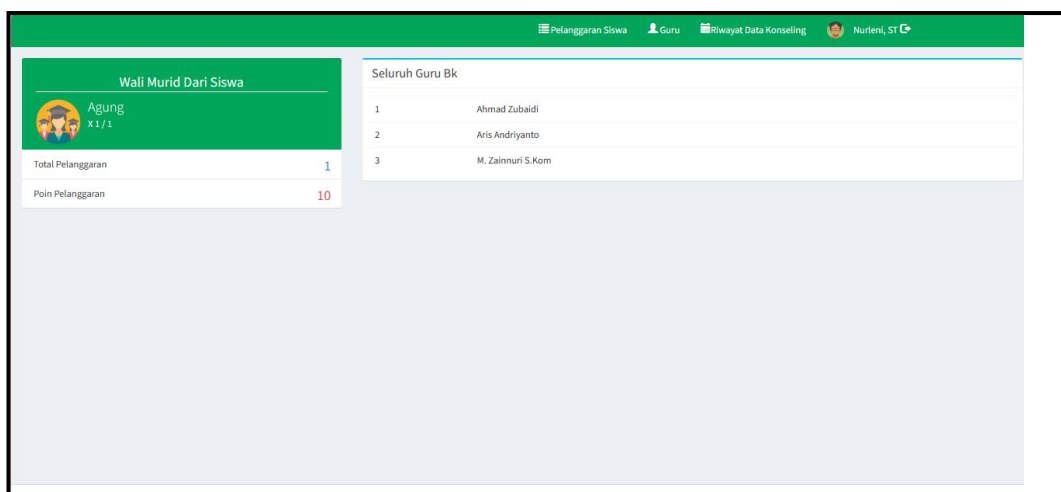 Pelanggaran Siswa Guru Riwayat Data Konseling Nurleni, ST
Wali Murid Dari Siswa
Agung
X 1 / 1
Total Pelanggaran 1
Poin Pelanggaran 10
Seluruh Guru Bk
1 Ahmad Zubaidi
2 Aris Andriyanto
3 M. Zainnuri S.Kom